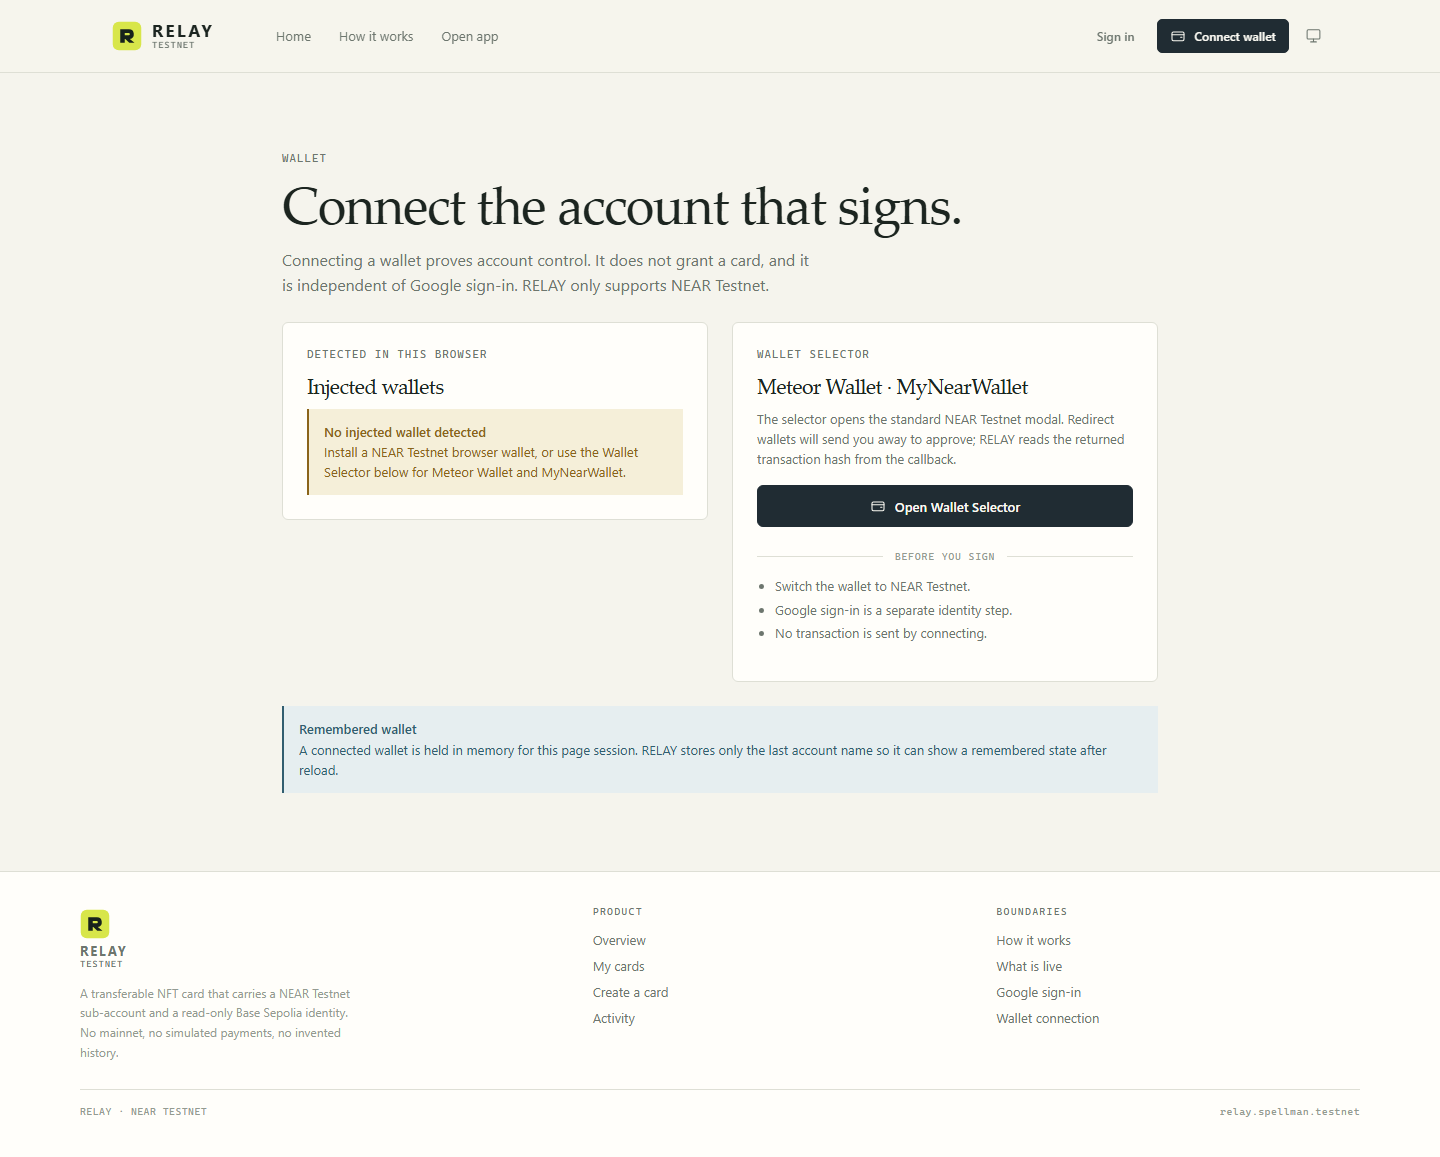 RELAY
TESTNET
Home
How it works
Open app
Sign in
Connect wallet
WALLET
Connect the account that signs.
Connecting a wallet proves account control. It does not grant a card, and it
is independent of Google sign-in. RELAY only supports NEAR Testnet.
DETECTED IN THIS BROWSER
Injected wallets
No injected wallet detected
Install a NEAR Testnet browser wallet, or use the Wallet
Selector below for Meteor Wallet and MyNearWallet.
WALLET SELECTOR
Meteor Wallet · MyNearWallet
The selector opens the standard NEAR Testnet modal. Redirect
wallets will send you away to approve; RELAY reads the returned
transaction hash from the callback.
Open Wallet Selector
BEFORE YOU SIGN
• Switch the wallet to NEAR Testnet.
• Google sign-in is a separate identity step.
• No transaction is sent by connecting.
Remembered wallet
A connected wallet is held in memory for this page session. RELAY stores only the last account name so it can show a remembered state after
reload.
R
RELAY
TESTNET
A transferable NFT card that carries a NEAR Testnet
sub-account and a read-only Base Sepolia identity.
No mainnet, no simulated payments, no invented
history.
PRODUCT
Overview
My cards
Create a card
Activity
BOUNDARIES
How it works
What is live
Google sign-in
Wallet connection
RELAY · NEAR TESTNET
relay.spellman.testnet